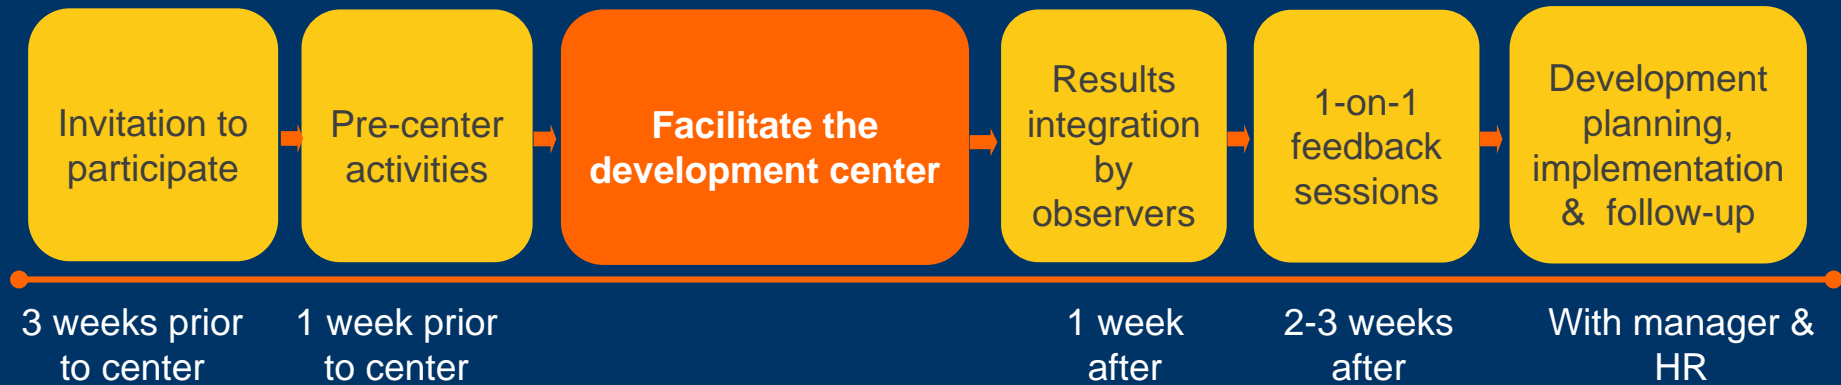 Invitation to
participate
Pre-center
activities
Facilitate the
development center
Results
integration
by
observers
1-on-1
feedback
sessions
Development
planning,
implementation
& follow-up
3 weeks prior
to center
1 week prior
to center
1 week
after
2-3 weeks
after
With manager &
HR